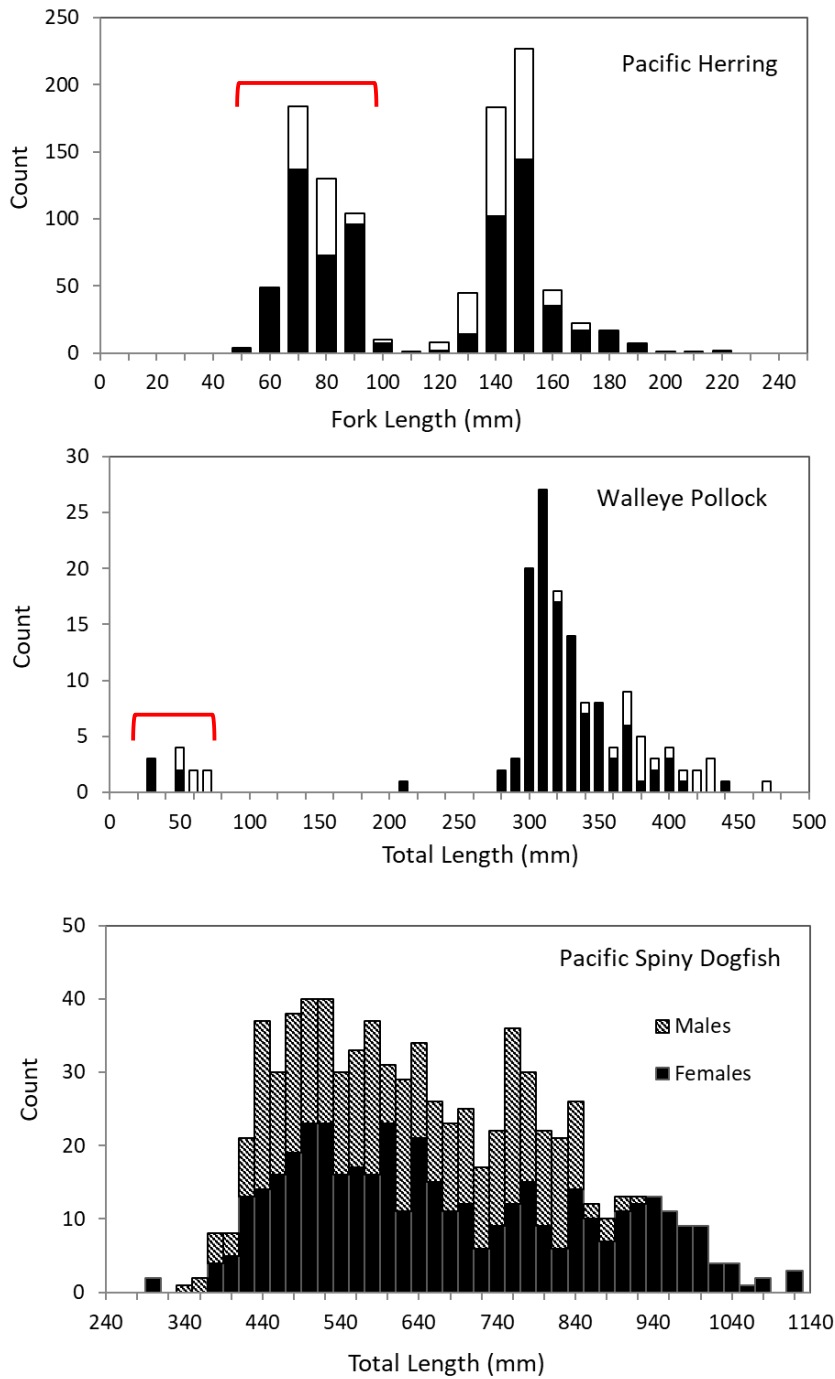 250
200
150
100
50
0
Count
Pacific Herring
0 20 40 60 80 100 120 140 160 180 200 220 240
Fork Length (mm)
30
25
20
15
10
5
0
Count
Walleye Pollock
0 50 100 150 200 250 300 350 400 450 500
Total Length (mm)
50
40
30
20
10
0
Count
Pacific Spiny Dogfish
Males
Females
240 340 440 540 640 740 840 940 1040 1140
Total Length (mm)